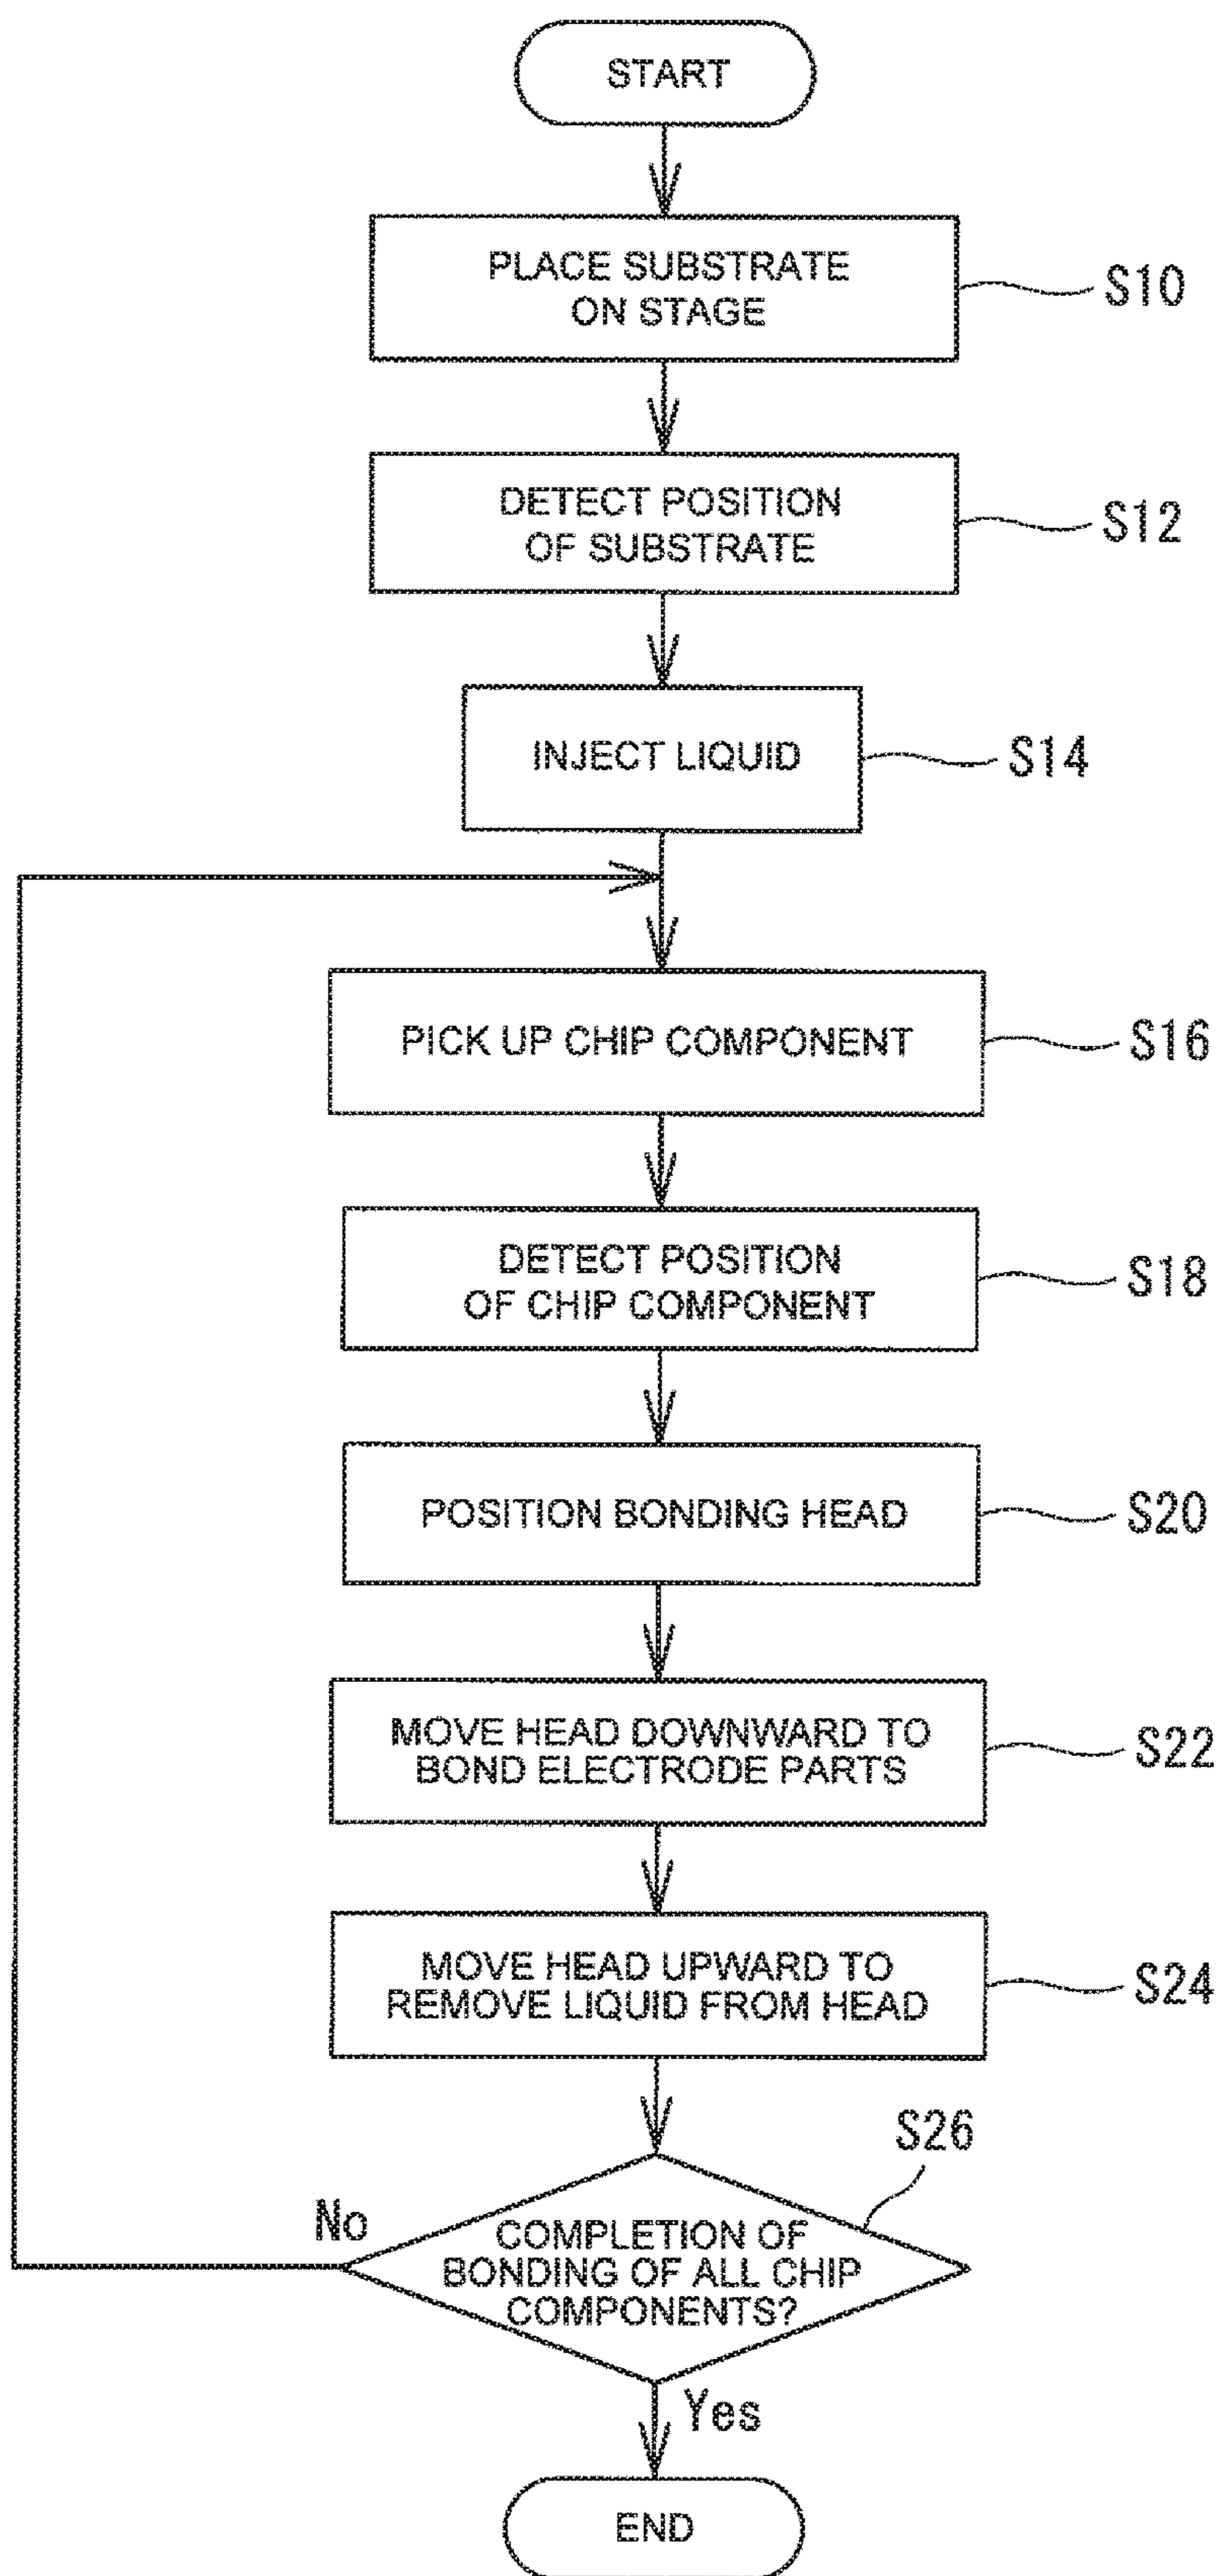 START
PLACE SUBSTRATE
ON STAGE
S10
DETECT POSITION
OF SUBSTRATE
S12
INJECT LIQUID
S14
PICK UP CHIP COMPONENT
S16
DETECT POSITION
OF CHIP COMPONENT
S18
POSITION BONDING HEAD
S20
MOVE HEAD DOWNWARD TO
BOND ELECTRODE PARTS
S22
MOVE HEAD UPWARD TO
REMOVE LIQUID FROM HEAD
S24
S26
No
COMPLETION OF
BONDING OF ALL CHIP
COMPONENTS?
Yes
END